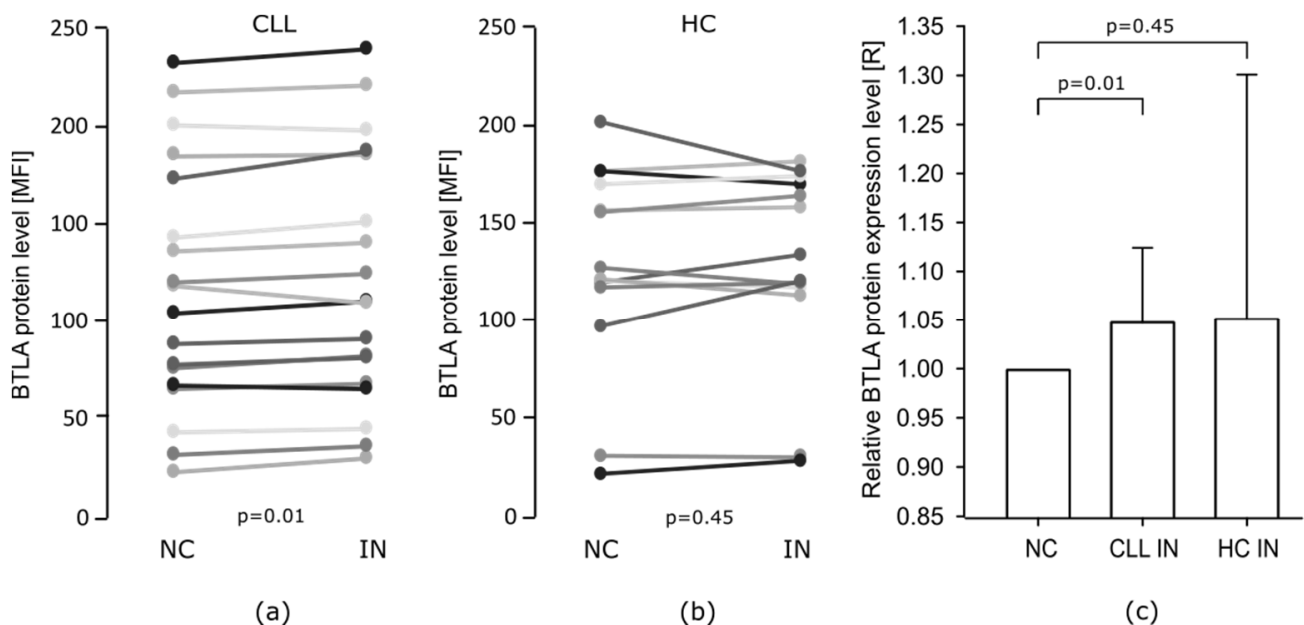 CLL
BTLA protein level [MFI]
250
200
100
100
50
0
p=0.01
NC IN
(a)
HC
BTLA protein level [MFI]
250
200
150
100
50
0
p=0.45
NC IN
(b)
p=0.45
p=0.01
Relative BTLA protein expression level [R]
1.35
1.30
1.25
1.20
1.15
1.10
1.05
1.00
0.95
0.90
0.85
NC CLL IN HC IN
(c)